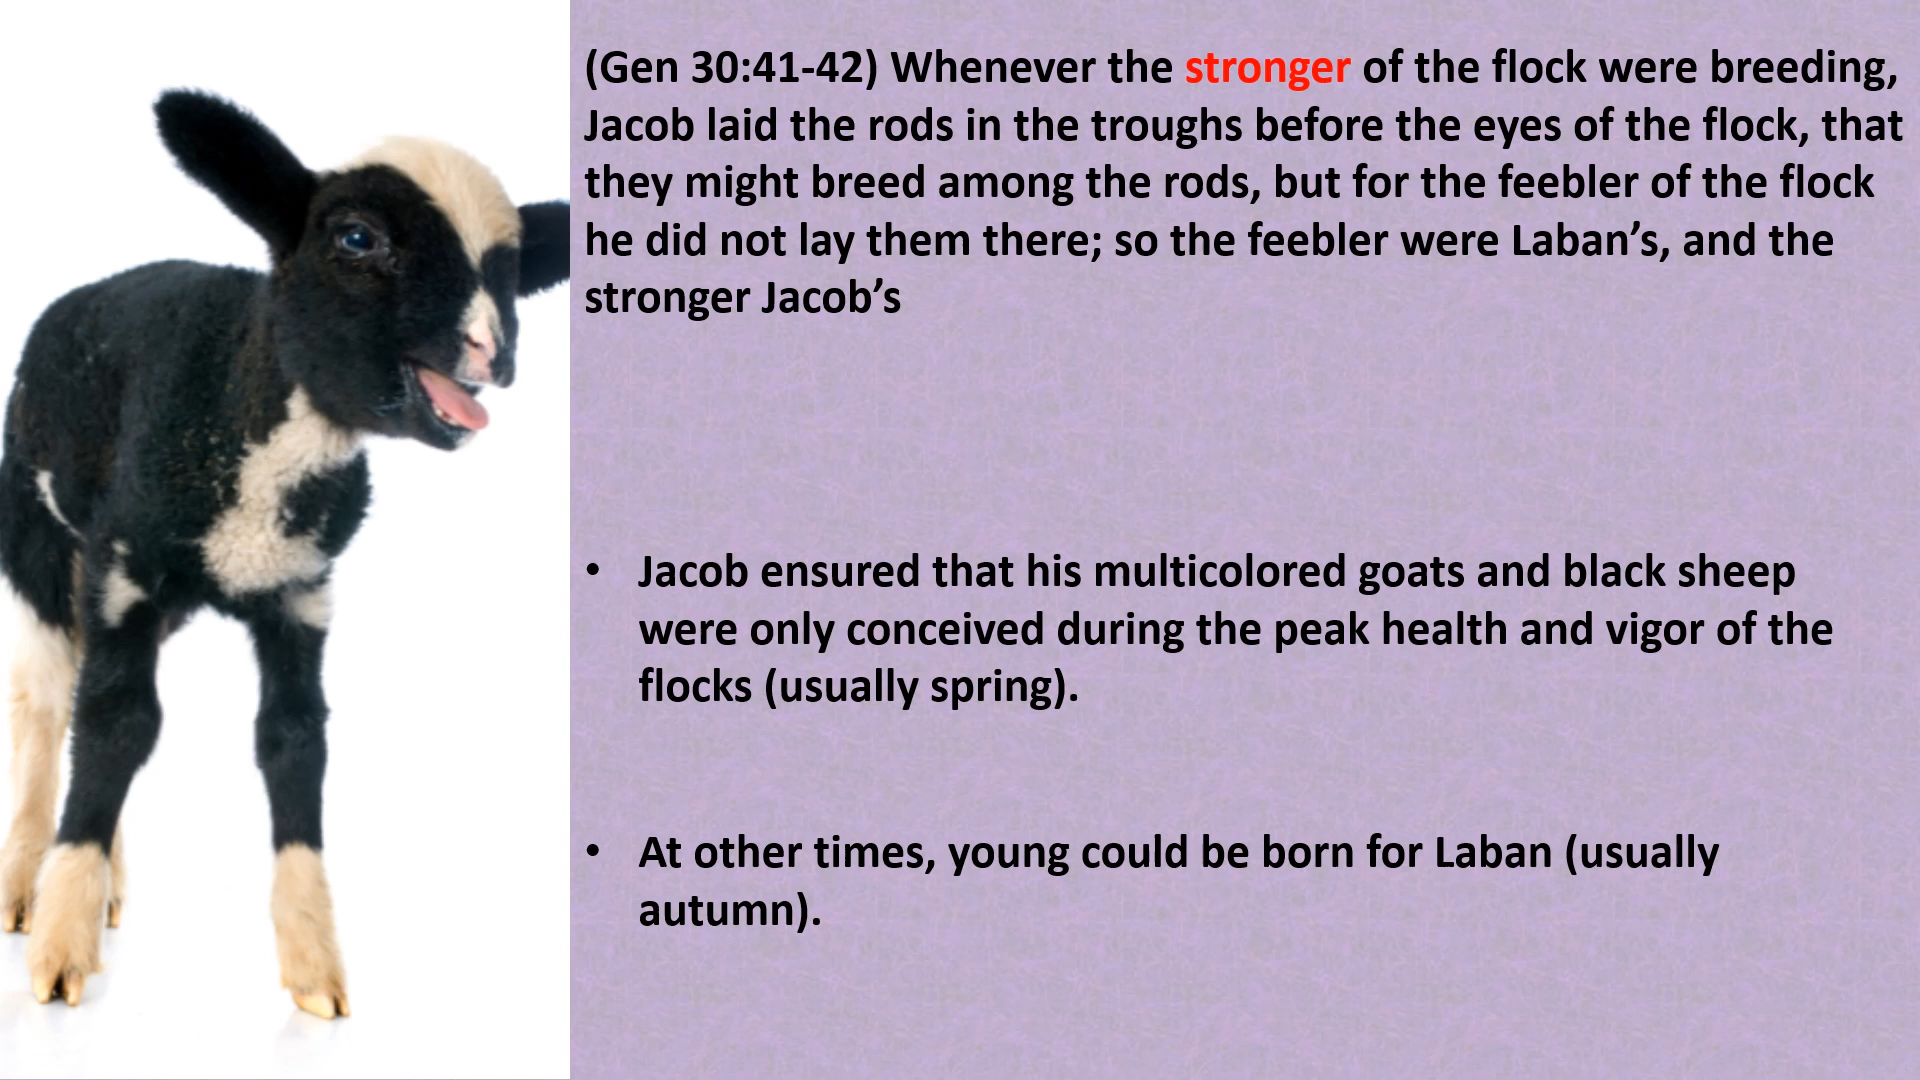 (Gen 30:41-42) Whenever the stronger of the flock were breeding,
Jacob laid the rods in the troughs before the eyes of the flock, that
they might breed among the rods, but for the feebler of the flock
he did not lay them there; so the feebler were Laban’s, and the
stronger Jacob’s
• Jacob ensured that his multicolored goats and black sheep
were only conceived during the peak health and vigor of the
flocks (usually spring).
• At other times, young could be born for Laban (usually
autumn).